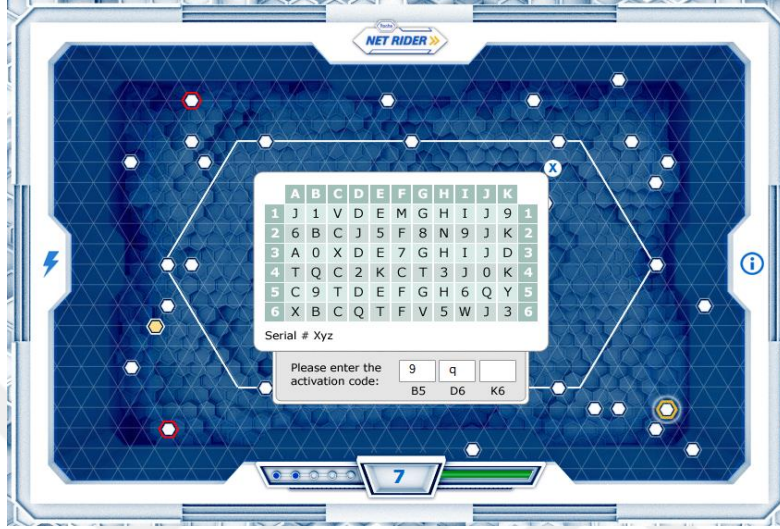 Twinky
NET RIDER
X
A B C D E F G H I J K
1 J 1 V D E M G H I J 9 1
2 6 B C J 5 F 8 N 9 J K 2
3 A 0 X D E 7 G H I J D 3
4 T Q C 2 K C T 3 J 0 K 4
5 C 9 T D E F G H 6 Q Y 5
6 X B C Q T F V 5 W J 3 6
Serial # Xyz
Please enter the
activation code:
9 q
B5 D6 K6
7